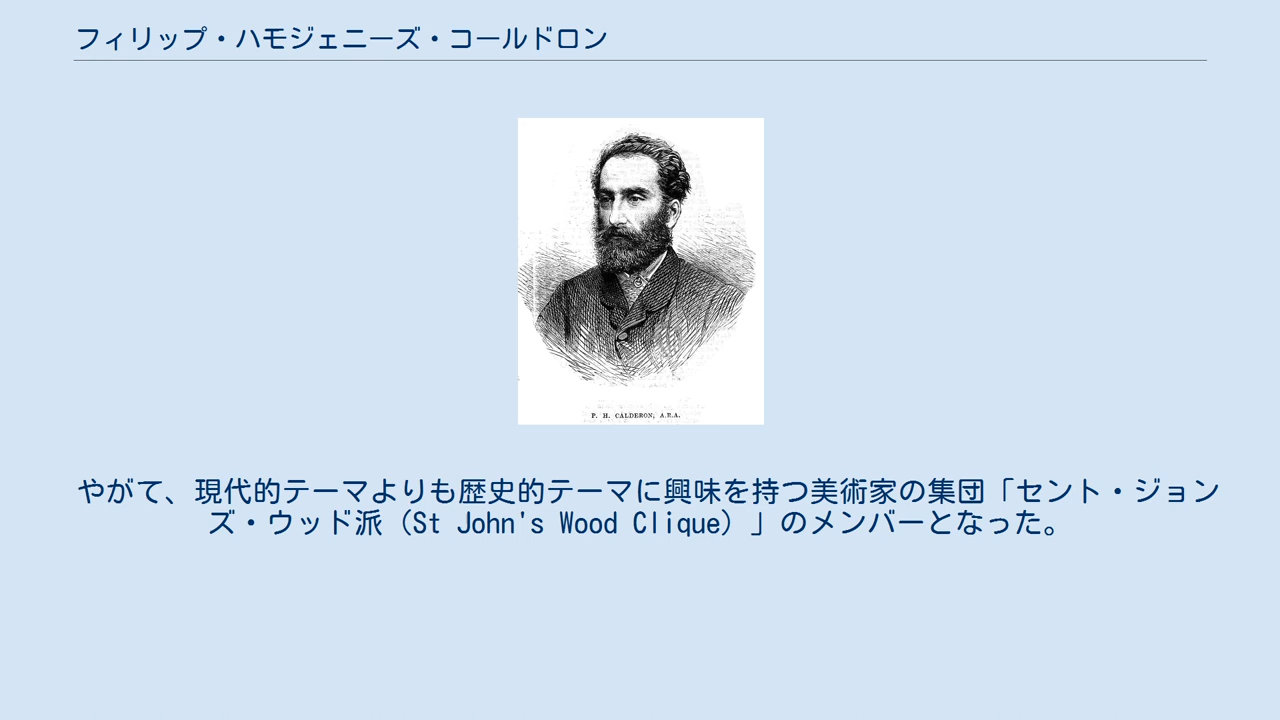 フィリップ・ハモジェニーズ・コールドロン
P. H. CALDERON, A.R.A.
やがて、現代的テーマよりも歴史的テーマに興味を持つ美術家の集団「セント・ジョン
ズ・ウッド派（St John's Wood Clique）」のメンバーとなった。